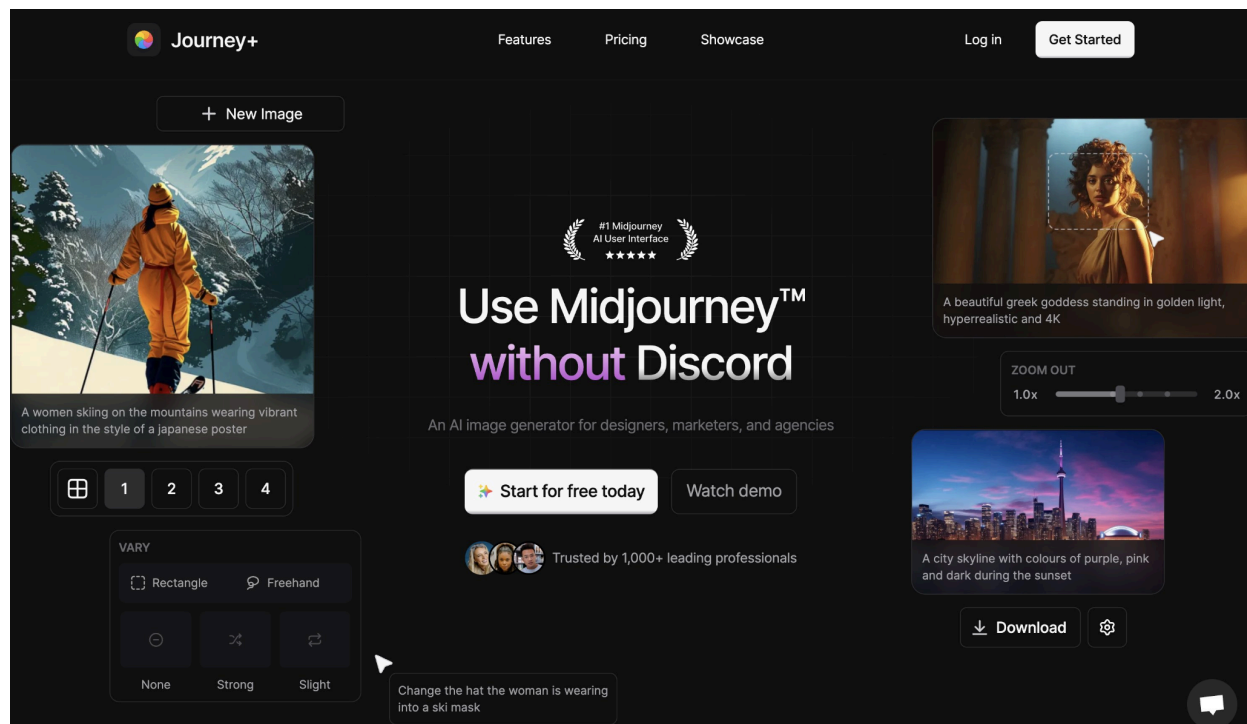 Journey+
Features
Pricing
Showcase
Log in
Get Started
New Image
A women skiing on the mountains wearing vibrant
clothing in the style of a japanese poster
1
2
3
4
VARY
Rectangle
Freehand
None
Strong
Slight
Change the hat the woman is wearing
into a ski mask
#1 Midjourney
AI User Interface
Use Midjourney™
without Discord
An AI image generator for designers, marketers, and agencies
Start for free today
Watch demo
Trusted by 1,000+ leading professionals
A beautiful greek goddess standing in golden light,
hyperrealistic and 4K
ZOOM OUT
1.0x
2.0x
A city skyline with colours of purple, pink
and dark during the sunset
Download